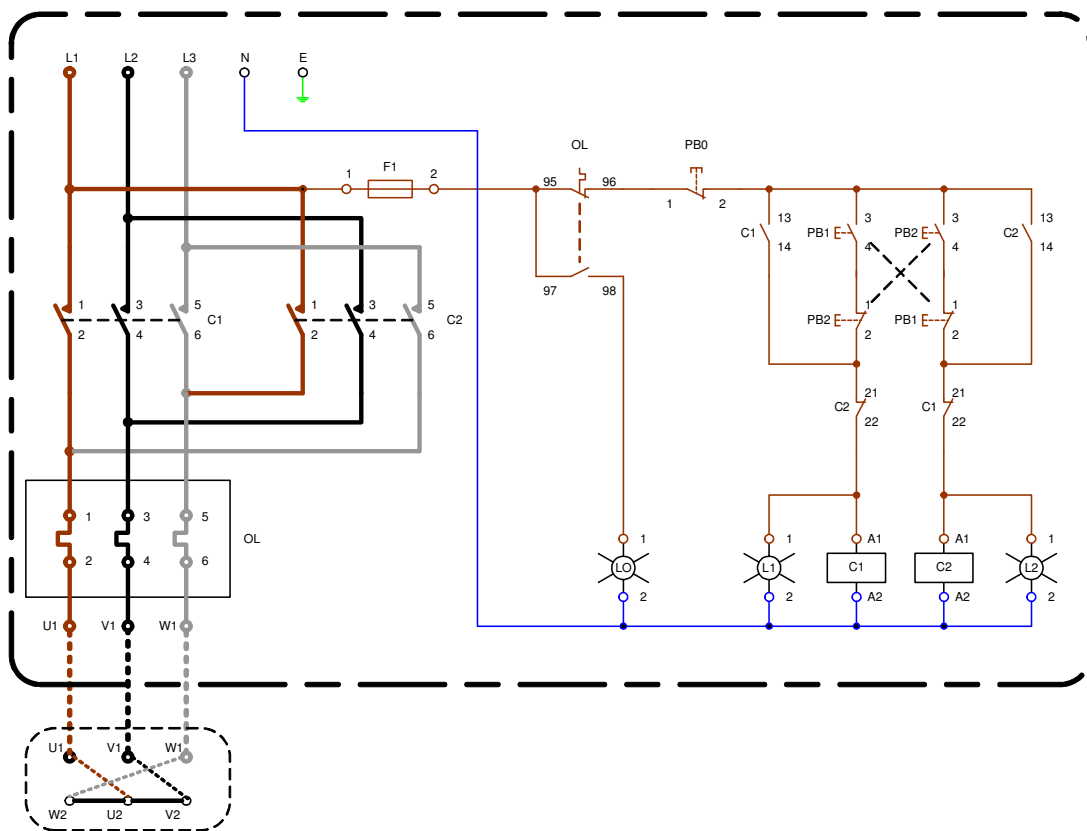 L1 L2 L3 N E
F1 OL PB0
1 2 95 96 1 2
13 3 3 13
C1 PB1 PB2 C2
14 4 4 14
97 98
1 3 5 1 3 5 1 1
C1 C2 PB2 PB1
2 4 6 2 4 6 2 2
21 21
C2 C1
22 22
1 3 5
OL
2 4 6
1 1 A1 A1 1
LO L1 C1 C2 L2
2 2 A2 A2 2
U1 V1 W1
U1 V1 W1
W2 U2 V2